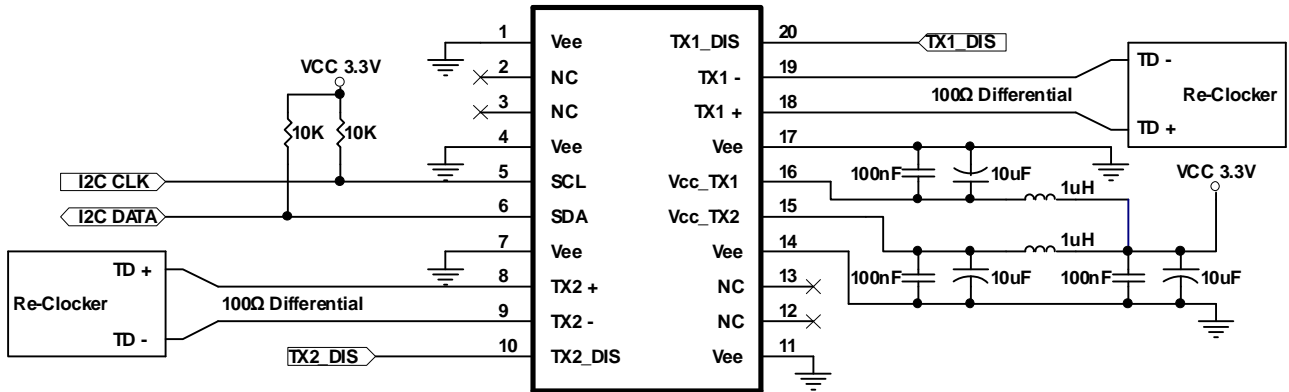 1 Vee TX1_DIS 20 TX1_DIS
VCC 3.3V
2 NC TX1 - 19 TD -
100Ω Differential Re-Clocker
3 NC TX1 + 18 TD +
10K 10K
4 Vee Vee 17
I2C CLK 5 SCL Vcc_TX1 16 100nF 10uF 1uH VCC 3.3V
I2C DATA 6 SDA Vcc_TX2 15
7 Vee Vee 14 1uH
TD + 8 TX2 + NC 13 100nF 10uF 100nF 10uF
Re-Clocker 100Ω Differential
TD - 9 TX2 - NC 12
TX2_DIS 10 TX2_DIS Vee 11